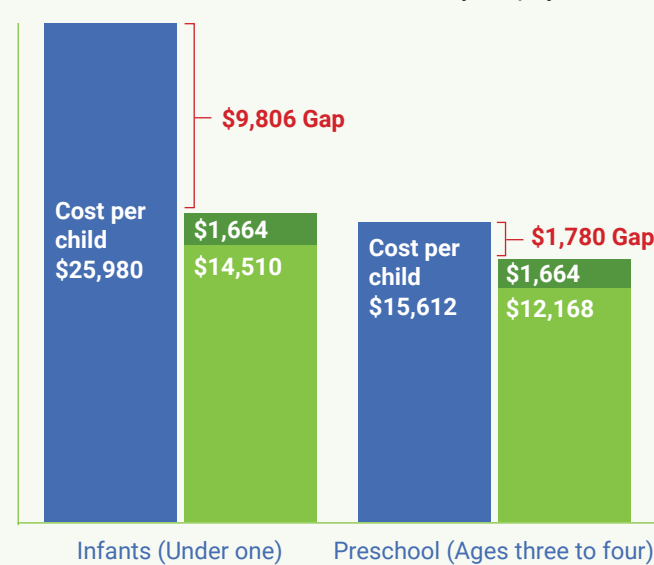 $9,806 Gap
Cost per
child
$25,980
$1,664
$14,510
$1,780 Gap
Cost per
child
$15,612
$1,664
$12,168
Infants (Under one)
Preschool (Ages three to four)